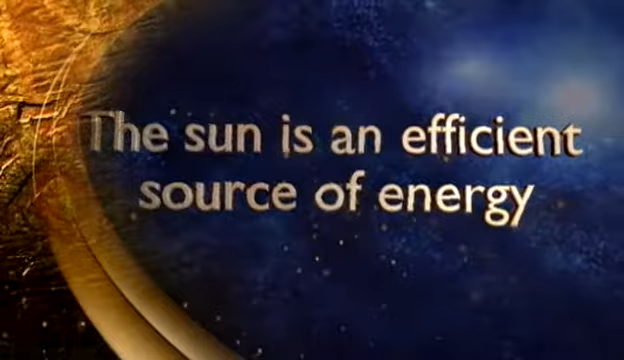 The sun is an efficient
source of energy